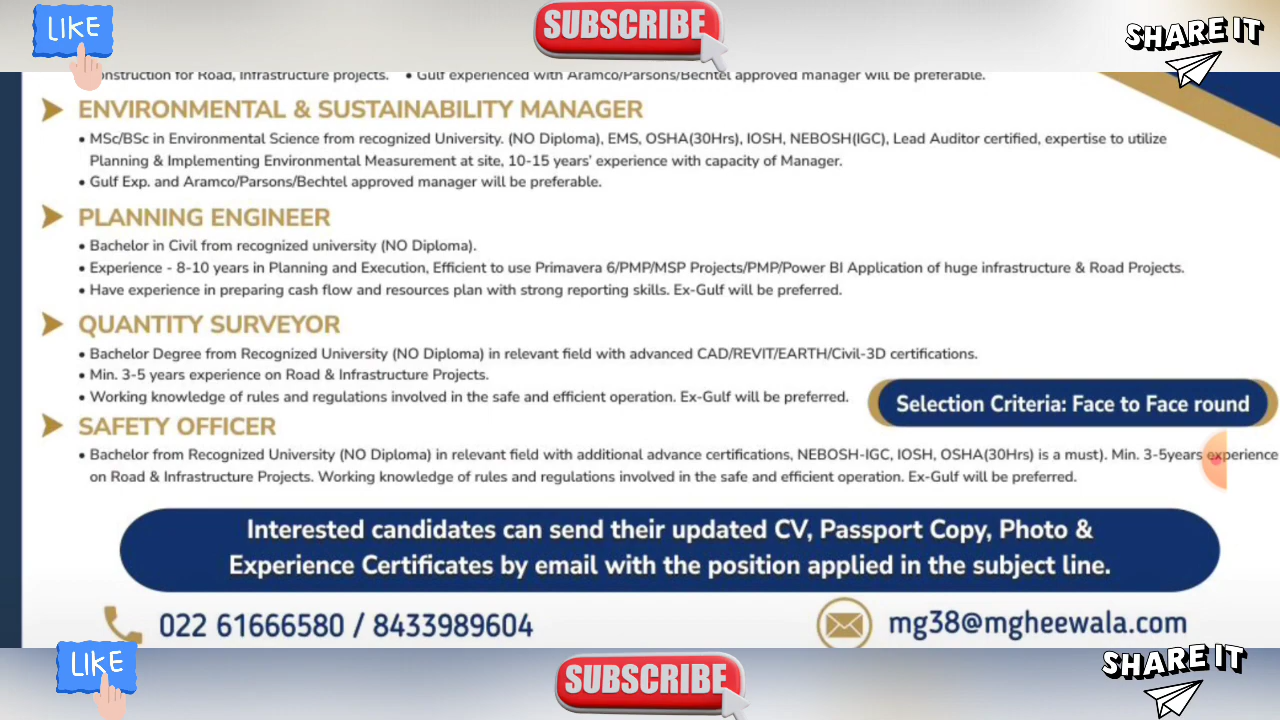 LIKE
SUBSCRIBE
SHARE IT
onstruction for Road, Infrastructure projects. • Gulf experienced with Aramco/Parsons/Bechtel approved manager will be preferable.
ENVIRONMENTAL & SUSTAINABILITY MANAGER
• MSc/BSc in Environmental Science from recognized University. (NO Diploma), EMS, OSHA(30Hrs), IOSH, NEBOSH(IGC), Lead Auditor certified, expertise to utilize
Planning & Implementing Environmental Measurement at site, 10-15 years' experience with capacity of Manager.
• Gulf Exp. and Aramco/Parsons/Bechtel approved manager will be preferable.
PLANNING ENGINEER
• Bachelor in Civil from recognized university (NO Diploma).
• Experience - 8-10 years in Planning and Execution, Efficient to use Primavera 6/PMP/MSP Projects/PMP/Power BI Application of huge infrastructure & Road Projects.
• Have experience in preparing cash flow and resources plan with strong reporting skills. Ex-Gulf will be preferred.
QUANTITY SURVEYOR
• Bachelor Degree from Recognized University (NO Diploma) in relevant field with advanced CAD/REVIT/EARTH/Civil-3D certifications.
• Min. 3-5 years experience on Road & Infrastructure Projects.
• Working knowledge of rules and regulations involved in the safe and efficient operation. Ex-Gulf will be preferred.
Selection Criteria: Face to Face round
SAFETY OFFICER
• Bachelor from Recognized University (NO Diploma) in relevant field with additional advance certifications, NEBOSH-IGC, IOSH, OSHA(30Hrs) is a must). Min. 3-5years experience
on Road & Infrastructure Projects. Working knowledge of rules and regulations involved in the safe and efficient operation. Ex-Gulf will be preferred.
Interested candidates can send their updated CV, Passport Copy, Photo &
Experience Certificates by email with the position applied in the subject line.
022 61666580 / 8433989604
mg38@mgheewala.com
LIKE
SUBSCRIBE
SHARE IT